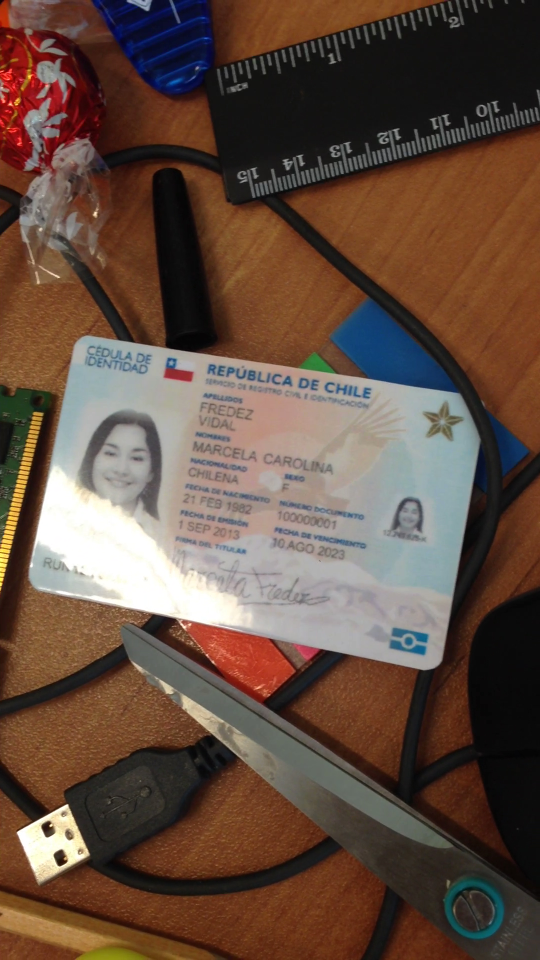 INCH
1
2
15 14 13 12 11 10
CÉDULA DE
IDENTIDAD
REPÚBLICA DE CHILE
SERVICIO DE REGISTRO CIVIL E IDENTIFICACIÓN
APELLIDOS
FREDEZ
VIDAL
NOMBRES
MARCELA CAROLINA
NACIONALIDAD SEXO
CHILENA F
FECHA DE NACIMIENTO NÚMERO DOCUMENTO
21 FEB 1982 100000001
FECHA DE EMISIÓN FECHA DE VENCIMIENTO
1 SEP 2013 10 AGO 2023
FIRMA DEL TITULAR
Marcela Fredez
RUN
STAINLESS